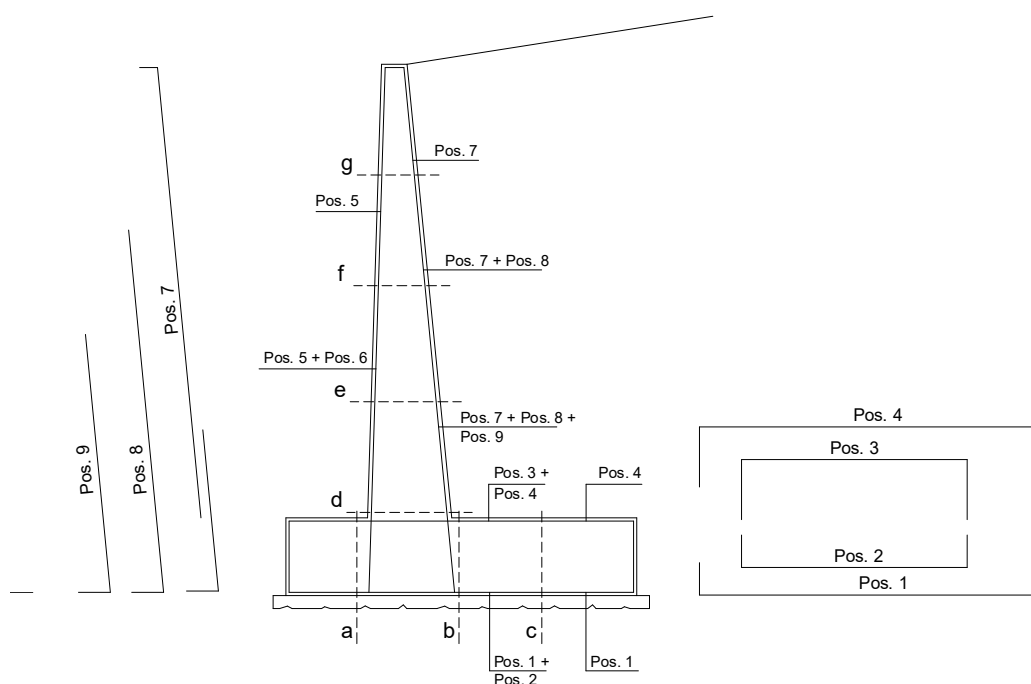 g
Pos. 7
Pos. 5
Pos. 7 + Pos. 8
f
Pos. 7
Pos. 5 + Pos. 6
e
Pos. 7 + Pos. 8 +
Pos. 9
Pos. 9
Pos. 8
d
Pos. 3 +
Pos. 4
Pos. 4
Pos. 4
Pos. 3
Pos. 2
Pos. 1
a
b
c
Pos. 1 +
Pos. 2
Pos. 1